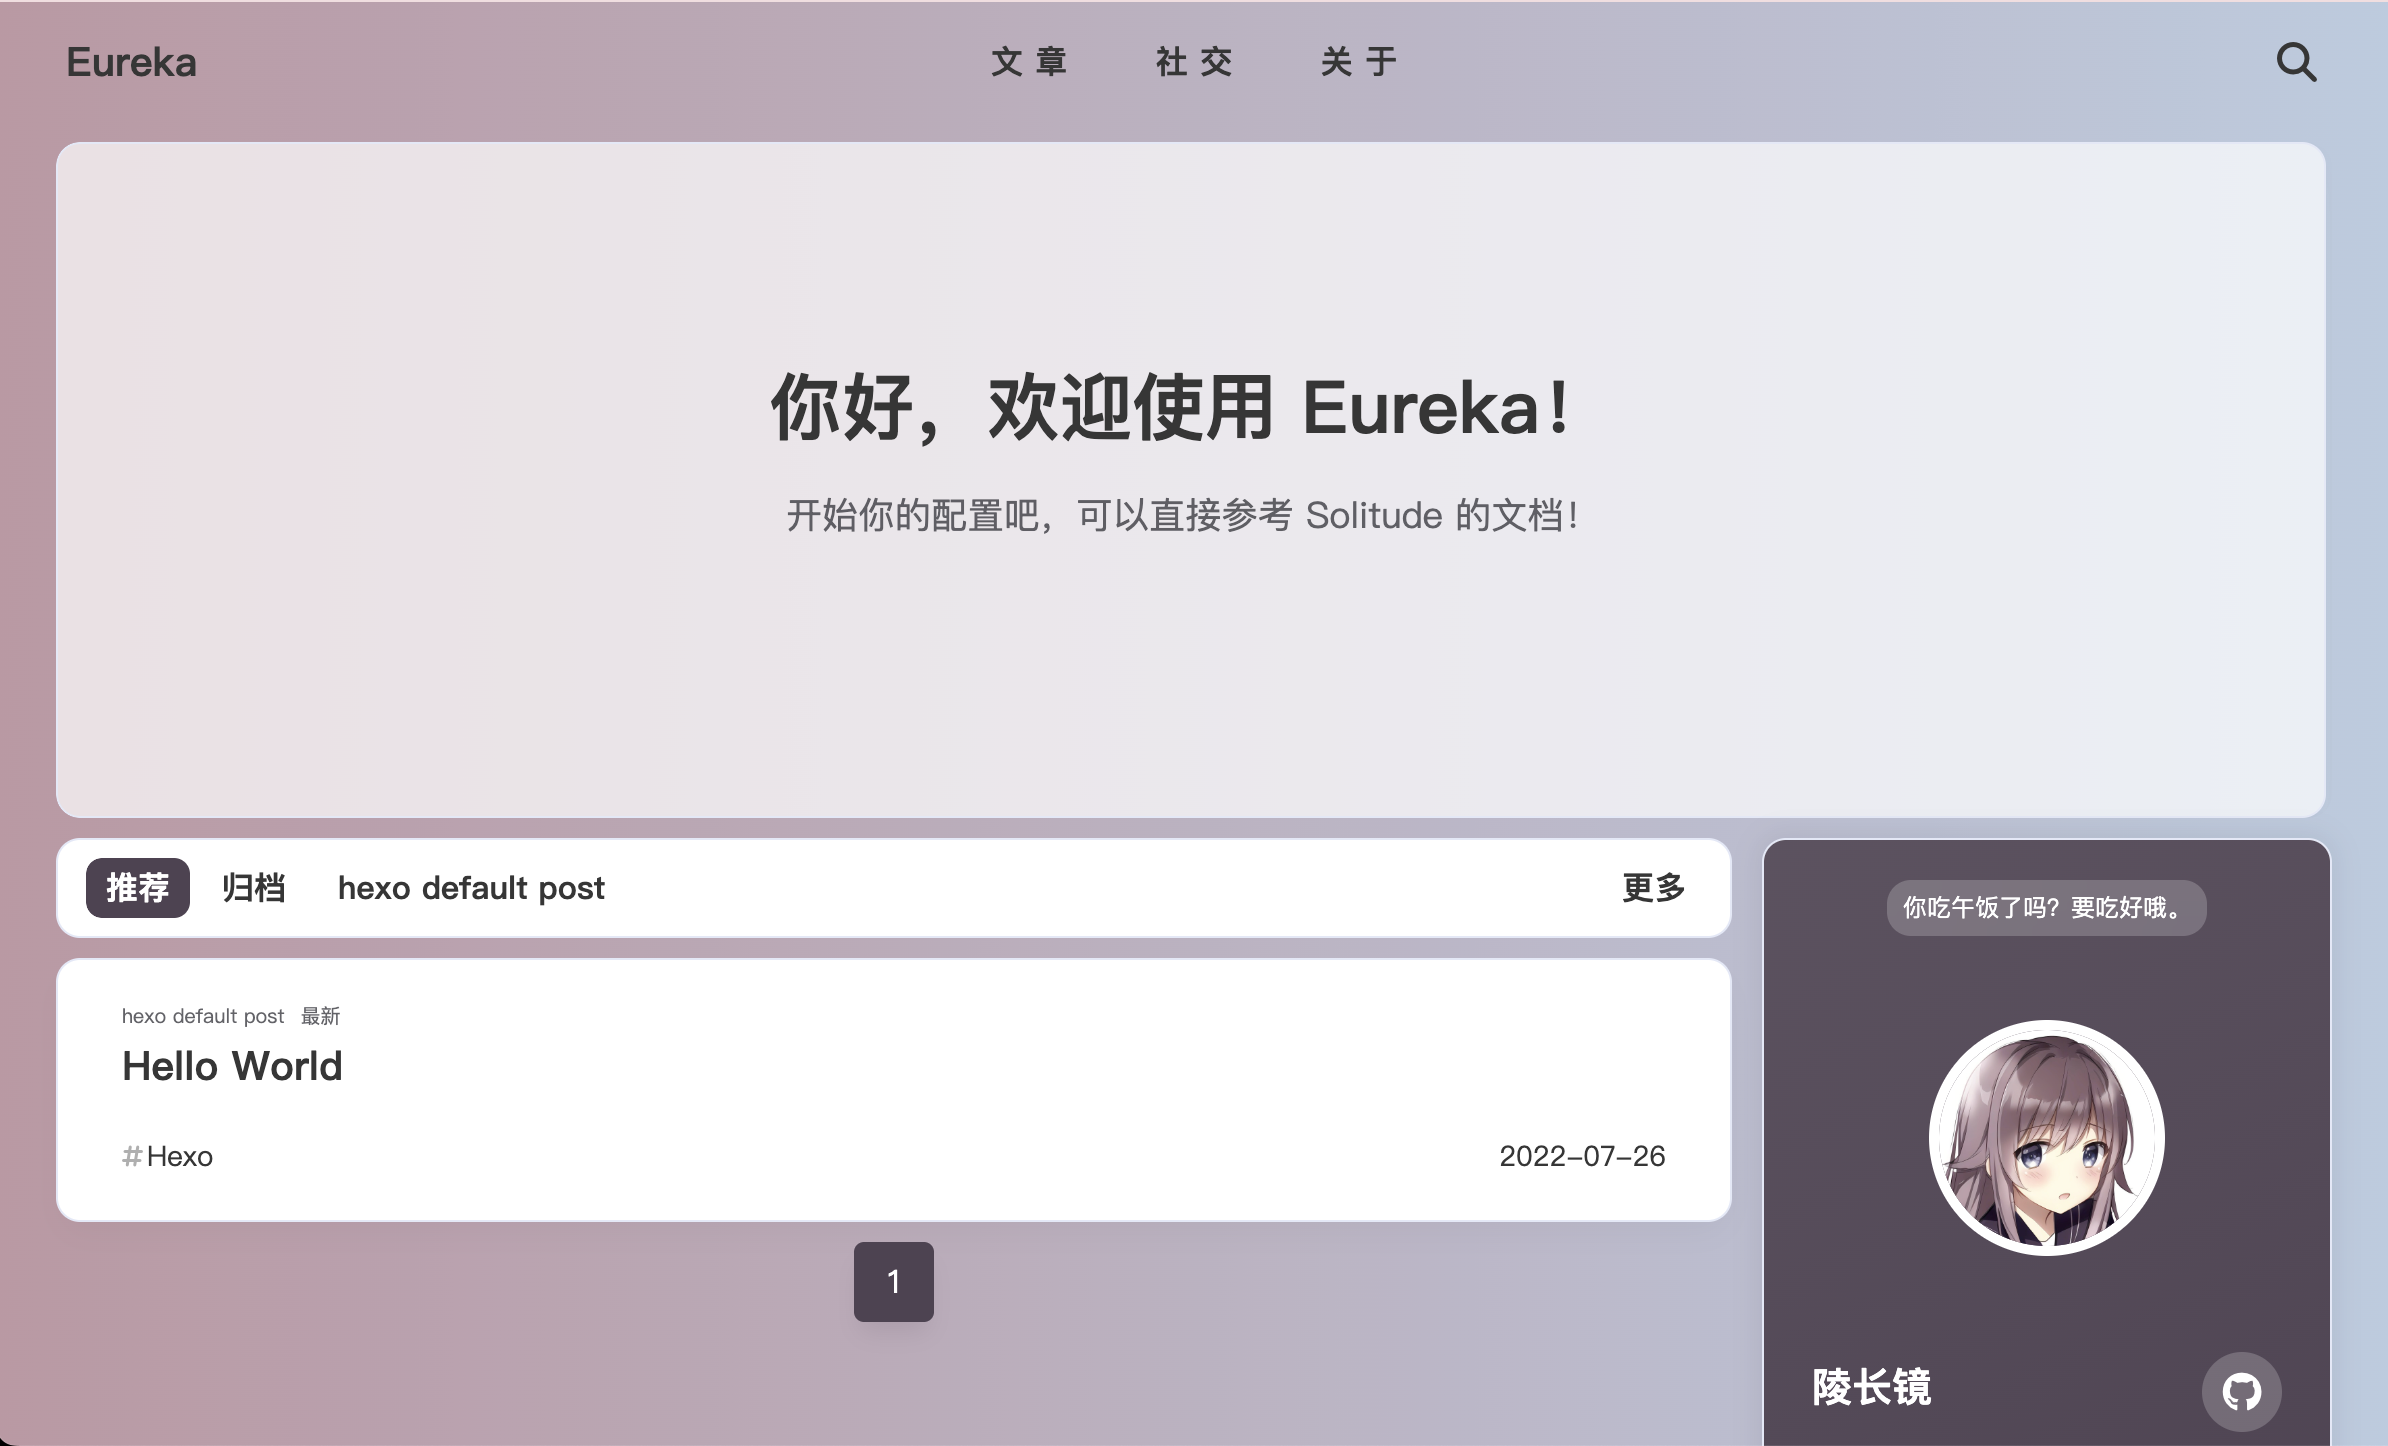 Eureka 文章 社交 关于
你好，欢迎使用 Eureka！
开始你的配置吧，可以直接参考 Solitude 的文档！
推荐 归档 hexo default post 更多
hexo default post 最新
Hello World
#Hexo 2022-07-26
1
你吃午饭了吗？要吃好哦。
陵长镜